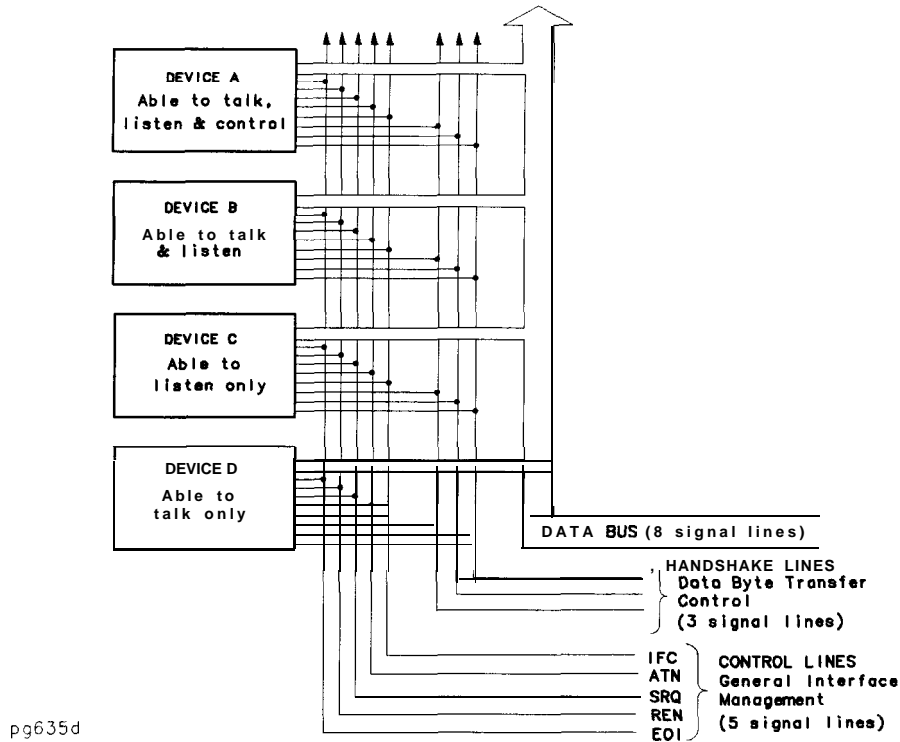 DEVICE A
Able to talk,
listen & control
DEVICE B
Able to talk
& listen
DEVICE C
Able to
listen only
DEVICE D
Able to
talk only
DATA BUS (8 signal lines)
, HANDSHAKE LINES
Data Byte Transfer
Control
(3 signal lines)
IFC
ATN
SRQ
REN
EOI
CONTROL LINES
General Interface
Management
(5 signal lines)
pg635d